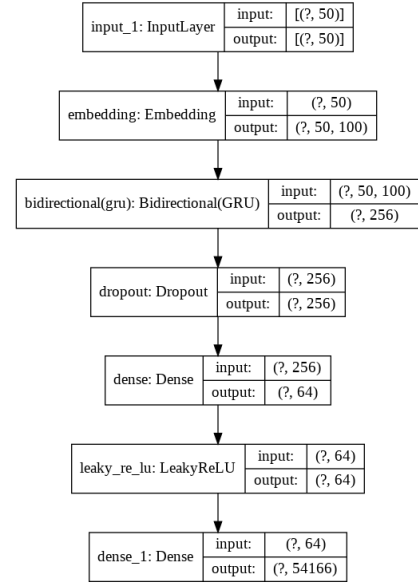 input_1: InputLayer
input: [(?, 50)]
output: [(?, 50)]
embedding: Embedding
input: (?, 50)
output: (?, 50, 100)
bidirectional(gru): Bidirectional(GRU)
input: (?, 50, 100)
output: (?, 256)
dropout: Dropout
input: (?, 256)
output: (?, 256)
dense: Dense
input: (?, 256)
output: (?, 64)
leaky_re_lu: LeakyReLU
input: (?, 64)
output: (?, 64)
dense_1: Dense
input: (?, 64)
output: (?, 54166)